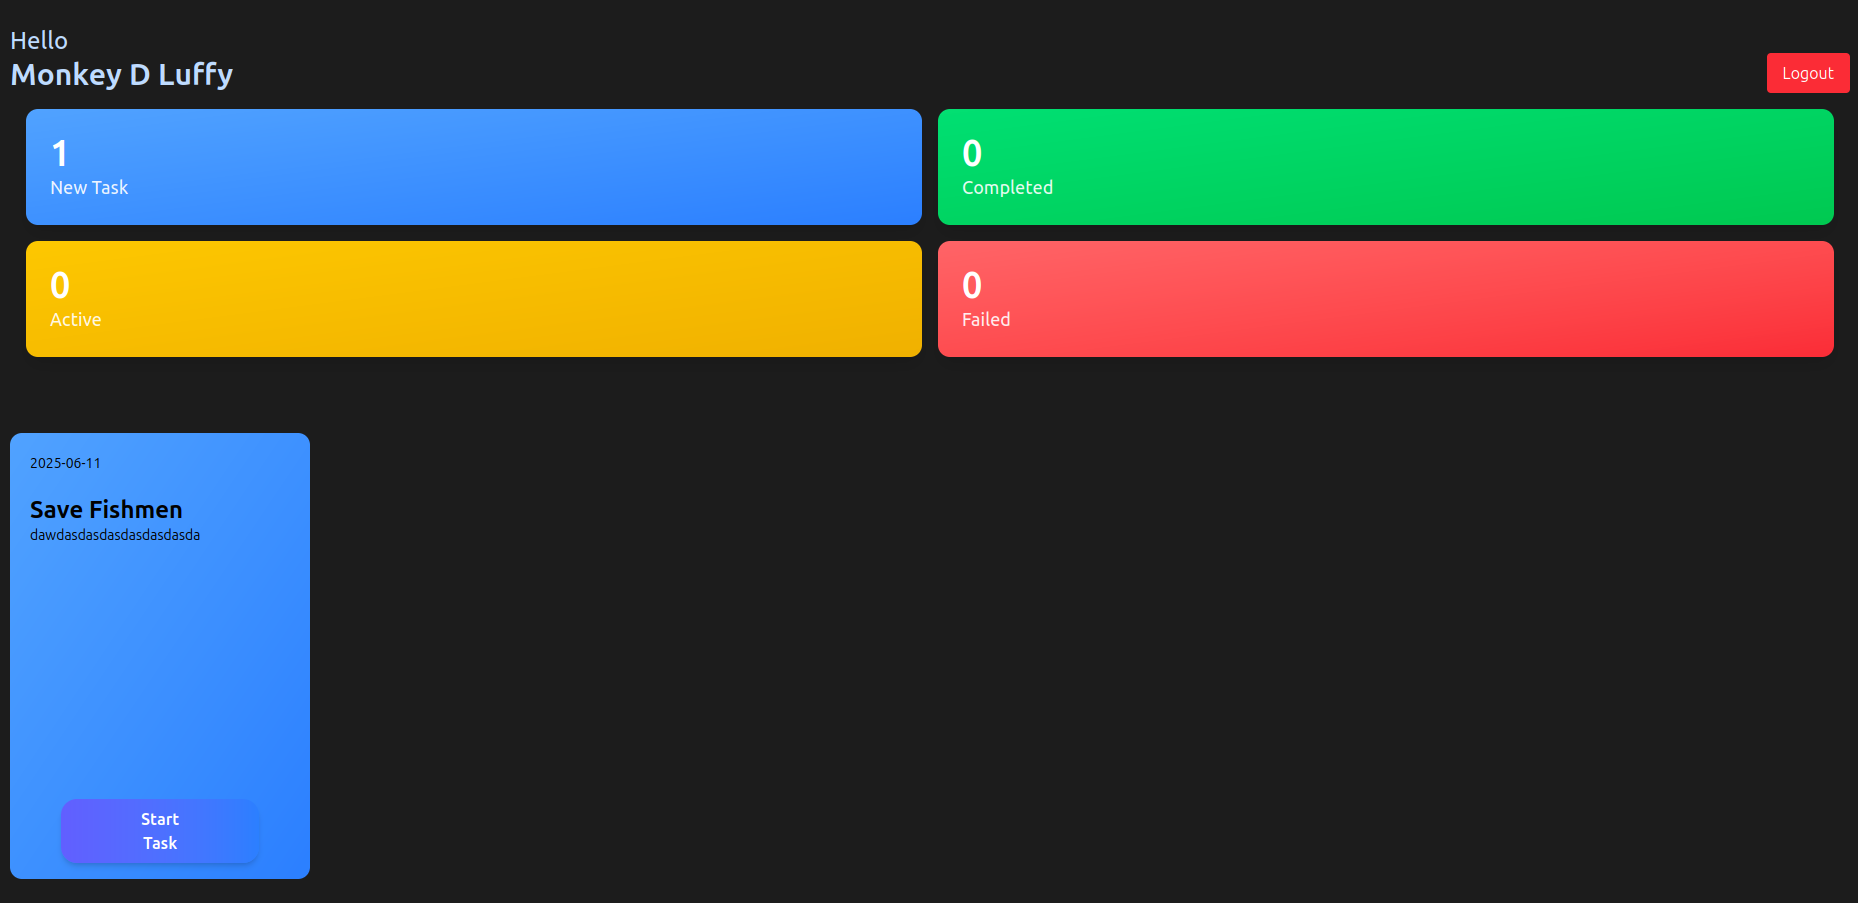 Hello
Monkey D Luffy
Logout
1
New Task
0
Completed
0
Active
0
Failed
2025-06-11
Save Fishmen
dawdasdasdasdasdasdasda
Start
Task